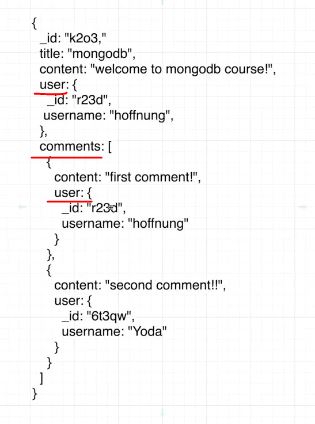 {
_id: "k2o3,"
title: "mongodb",
content: "welcome to mongodb course!",
user: {
_id: "r23d",
username: "hoffnung",
},
comments: [
{
content: "first comment!",
user: {
_id: "r23d",
username: "hoffnung"
}
},
{
content: "second comment!!",
user: {
_id: "6t3qw",
username: "Yoda"
}
}
]
}